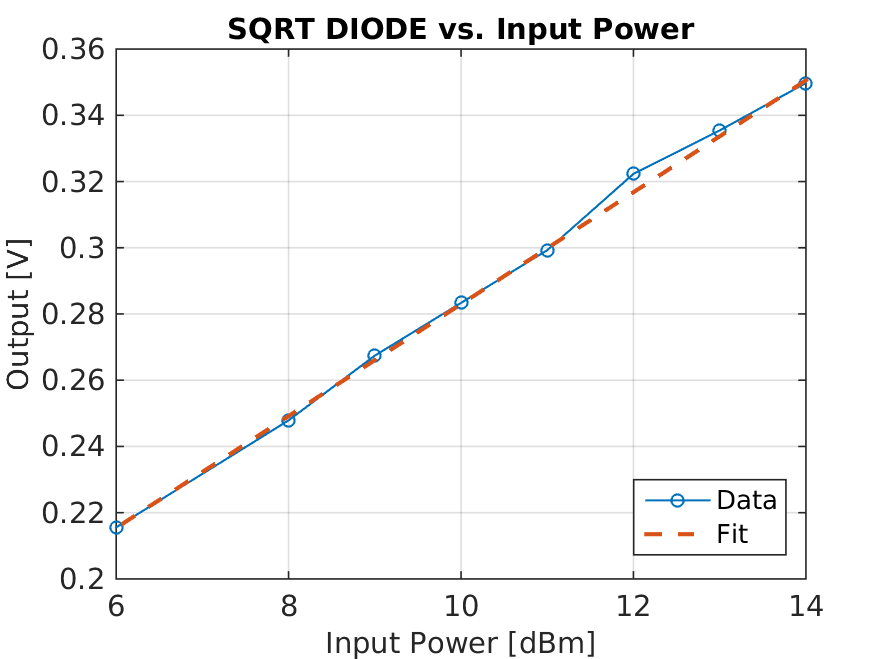 SQRT DIODE vs. Input Power
0.36
0.34
0.32
0.3
0.28
0.26
0.24
0.22
0.2
Output [V]
6 8 10 12 14
Input Power [dBm]
Data
Fit